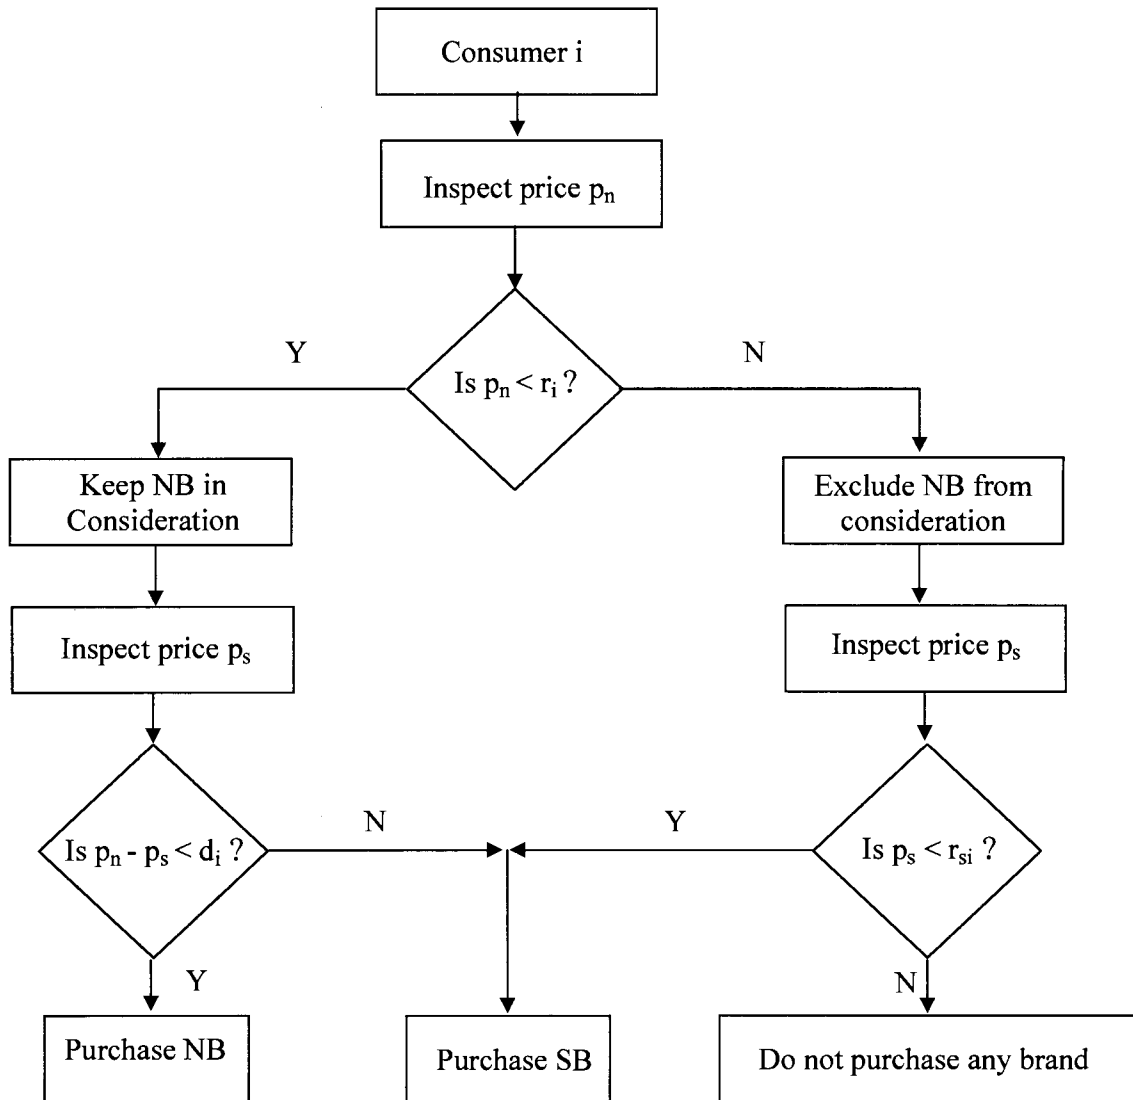 Consumer i
Inspect price pn
Y
N
Is pn < ri ?
Keep NB in
Consideration
Exclude NB from
consideration
Inspect price ps
Inspect price ps
N
Y
Is pn - ps < di ?
Is ps < rsi ?
Y
N
Purchase NB
Purchase SB
Do not purchase any brand